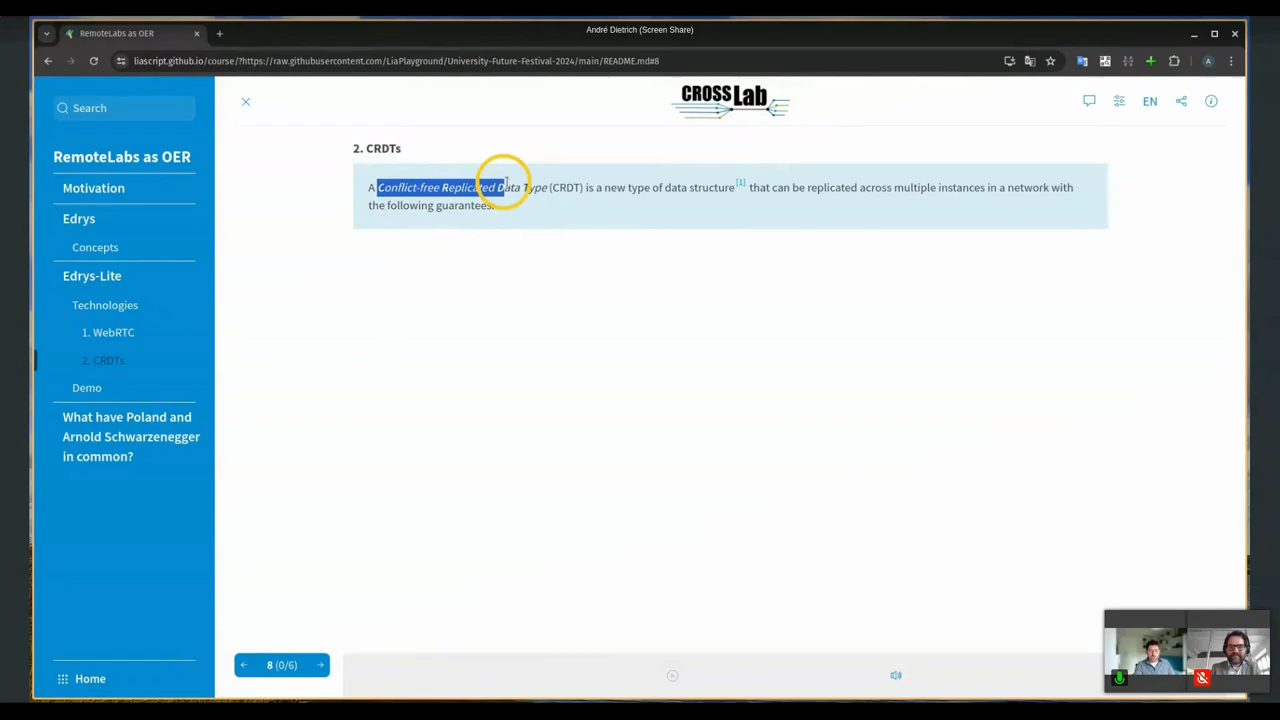 André Dietrich (Screen Share)
RemoteLabs as OER
liascript.github.io/course/?https://raw.githubusercontent.com/LiaPlayground/University-Future-Festival-2024/main/README.md#8
A
Search
CROSSLab
EN
RemoteLabs as OER
Motivation
Edrys
Concepts
Edrys-Lite
Technologies
1. WebRTC
2. CRDTs
Demo
What have Poland and
Arnold Schwarzenegger
in common?
Home
2. CRDTs
A Conflict-free Replicated Data Type (CRDT) is a new type of data structure [1] that can be replicated across multiple instances in a network with
the following guarantees:
8 (0/6)